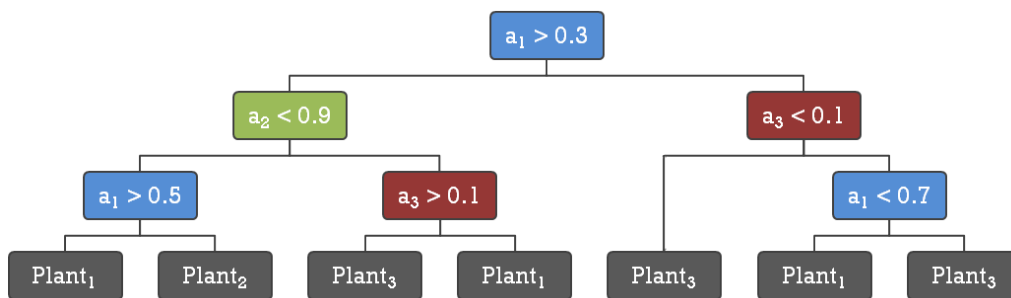 a₁ > 0.3
a₂ < 0.9
a₃ < 0.1
a₁ > 0.5
a₃ > 0.1
a₁ < 0.7
Plant₁
Plant₂
Plant₃
Plant₁
Plant₃
Plant₁
Plant₃